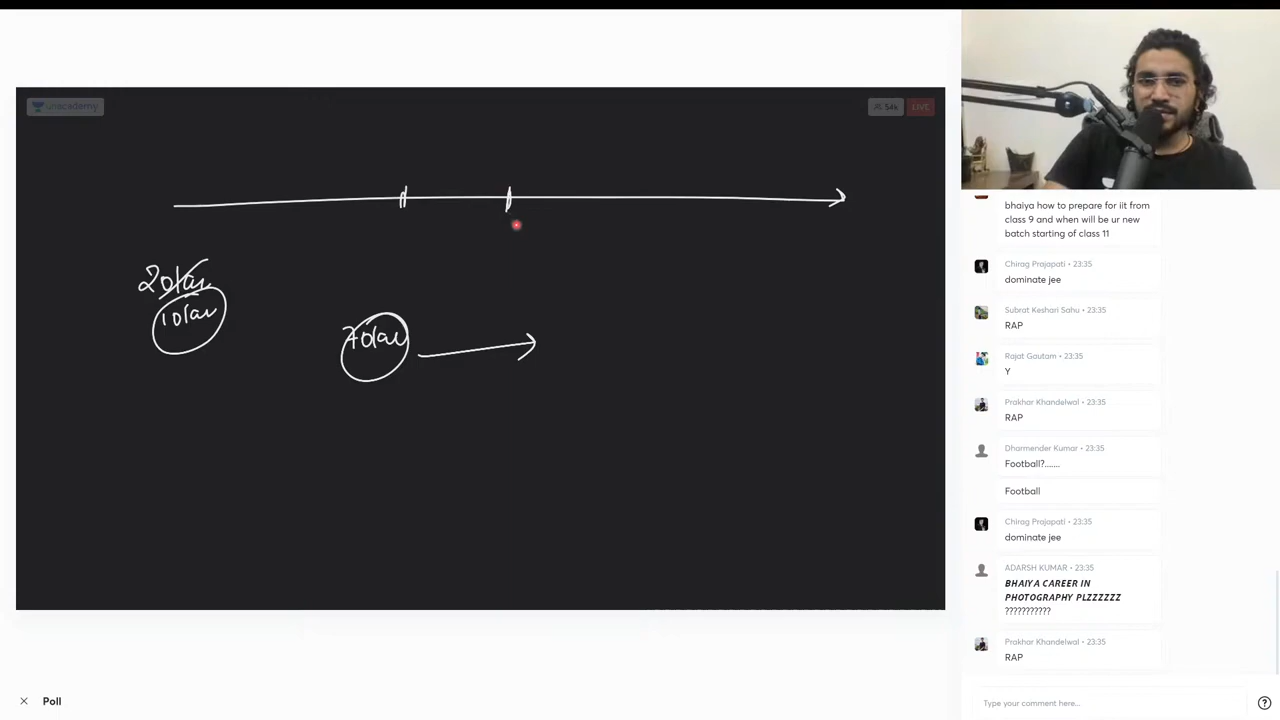 unacademy
54k
LIVE
20lac
10lac
70lac
bhaiya how to prepare for iit from
class 9 and when will be ur new
batch starting of class 11
Chirag Prajapati • 23:35
dominate jee
Subrat Keshari Sahu • 23:35
RAP
Rajat Gautam • 23:35
Y
Prakhar Khandelwal • 23:35
RAP
Dharmender Kumar • 23:35
Football?.......
Football
Chirag Prajapati • 23:35
dominate jee
ADARSH KUMAR • 23:35
BHAIYA CAREER IN
PHOTOGRAPHY PLZZZZZZ
???????????
Prakhar Khandelwal • 23:35
RAP
Poll
Type your comment here...
?